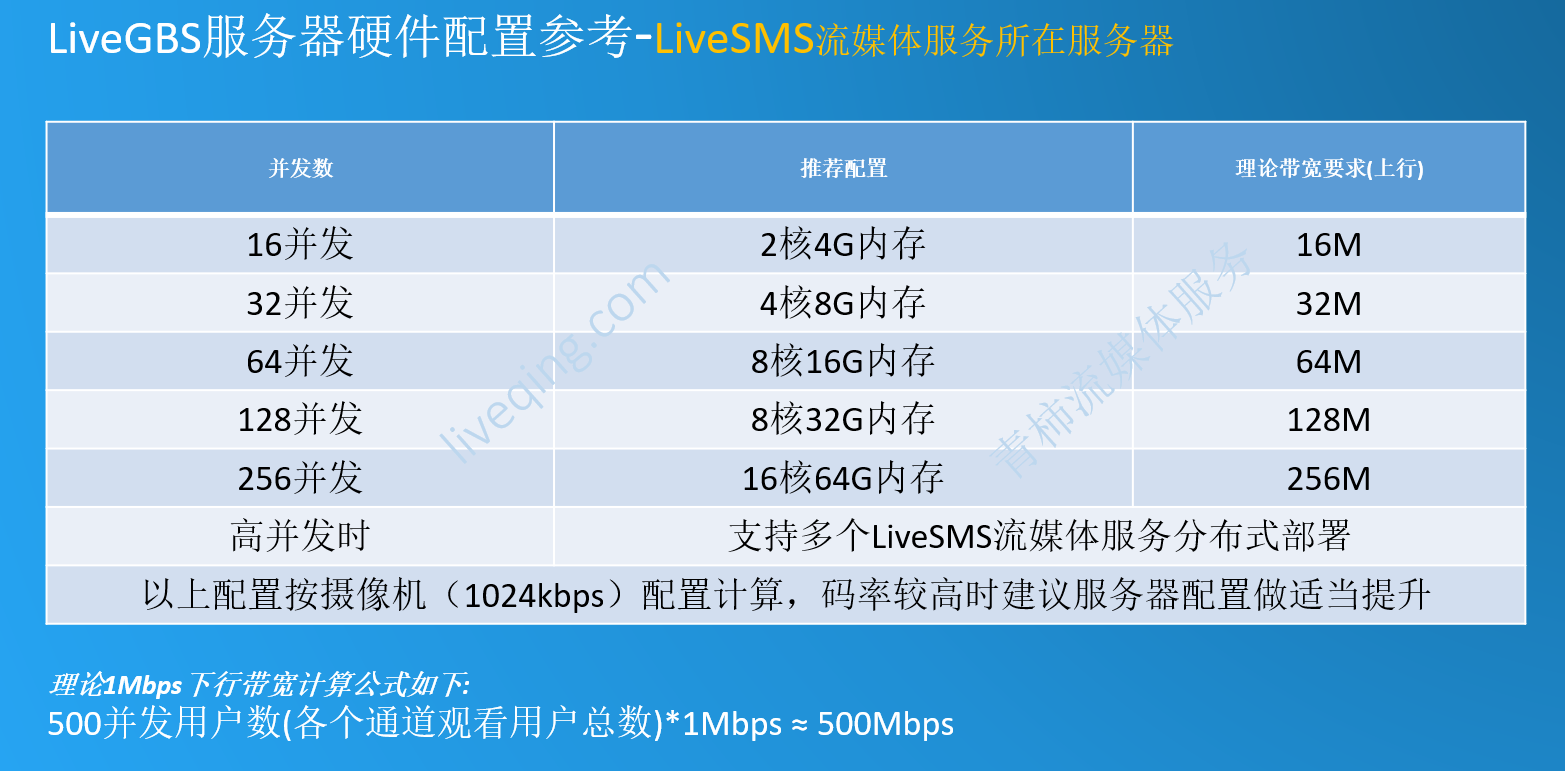 LiveGBS服务器硬件配置参考-LiveSMS流媒体服务所在服务器
并发数 推荐配置 理论带宽要求(上行)
16并发 2核4G内存 16M
32并发 4核8G内存 32M
64并发 8核16G内存 64M
128并发 8核32G内存 128M
256并发 16核64G内存 256M
高并发时 支持多个LiveSMS流媒体服务分布式部署
以上配置按摄像机（1024kbps）配置计算，码率较高时建议服务器配置做适当提升
liveqing.com
青柿流媒体服务
理论1Mbps下行带宽计算公式如下:
500并发用户数(各个通道观看用户总数)*1Mbps ≈ 500Mbps